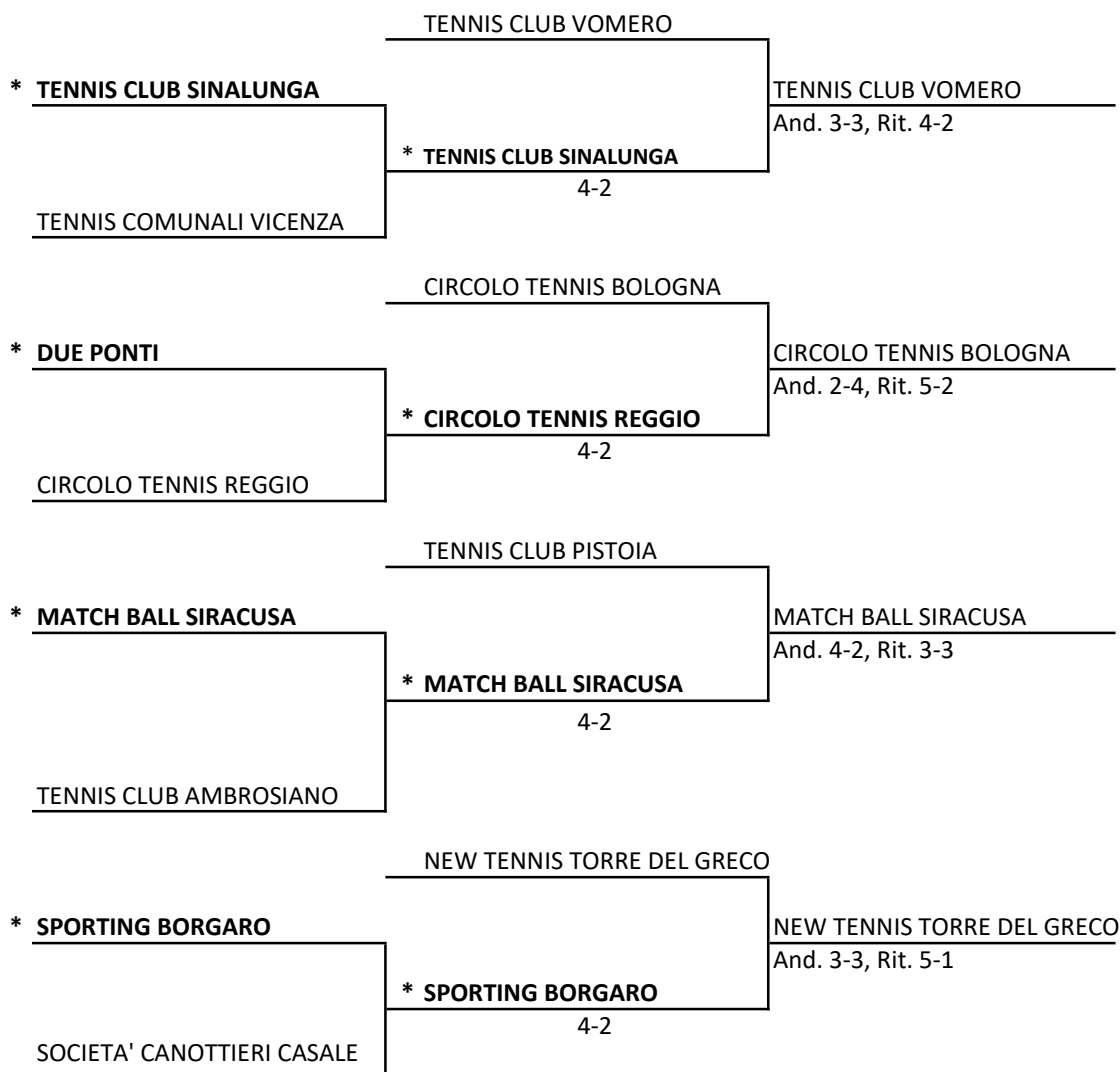 TENNIS CLUB VOMERO
* TENNIS CLUB SINALUNGA
TENNIS CLUB VOMERO
And. 3-3, Rit. 4-2
* TENNIS CLUB SINALUNGA
4-2
TENNIS COMUNALI VICENZA
CIRCOLO TENNIS BOLOGNA
* DUE PONTI
CIRCOLO TENNIS BOLOGNA
And. 2-4, Rit. 5-2
* CIRCOLO TENNIS REGGIO
4-2
CIRCOLO TENNIS REGGIO
TENNIS CLUB PISTOIA
* MATCH BALL SIRACUSA
MATCH BALL SIRACUSA
And. 4-2, Rit. 3-3
* MATCH BALL SIRACUSA
4-2
TENNIS CLUB AMBROSIANO
NEW TENNIS TORRE DEL GRECO
* SPORTING BORGARO
NEW TENNIS TORRE DEL GRECO
And. 3-3, Rit. 5-1
* SPORTING BORGARO
4-2
SOCIETA' CANOTTIERI CASALE